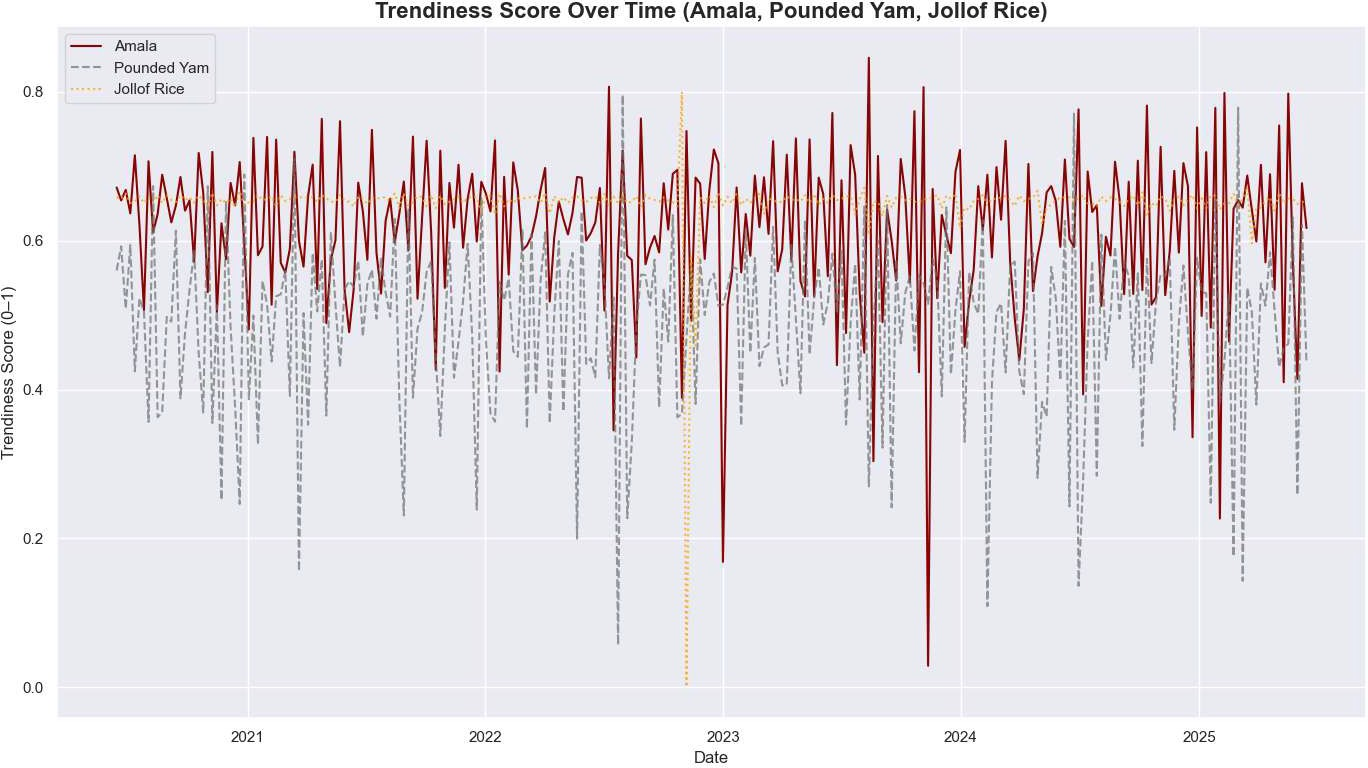 Trendiness Score Over Time (Amala, Pounded Yam, Jollof Rice)
Amala
Pounded Yam
Jollof Rice
Trendiness Score (0–1)
0.8
0.6
0.4
0.2
0.0
2021
2022
2023
2024
2025
Date